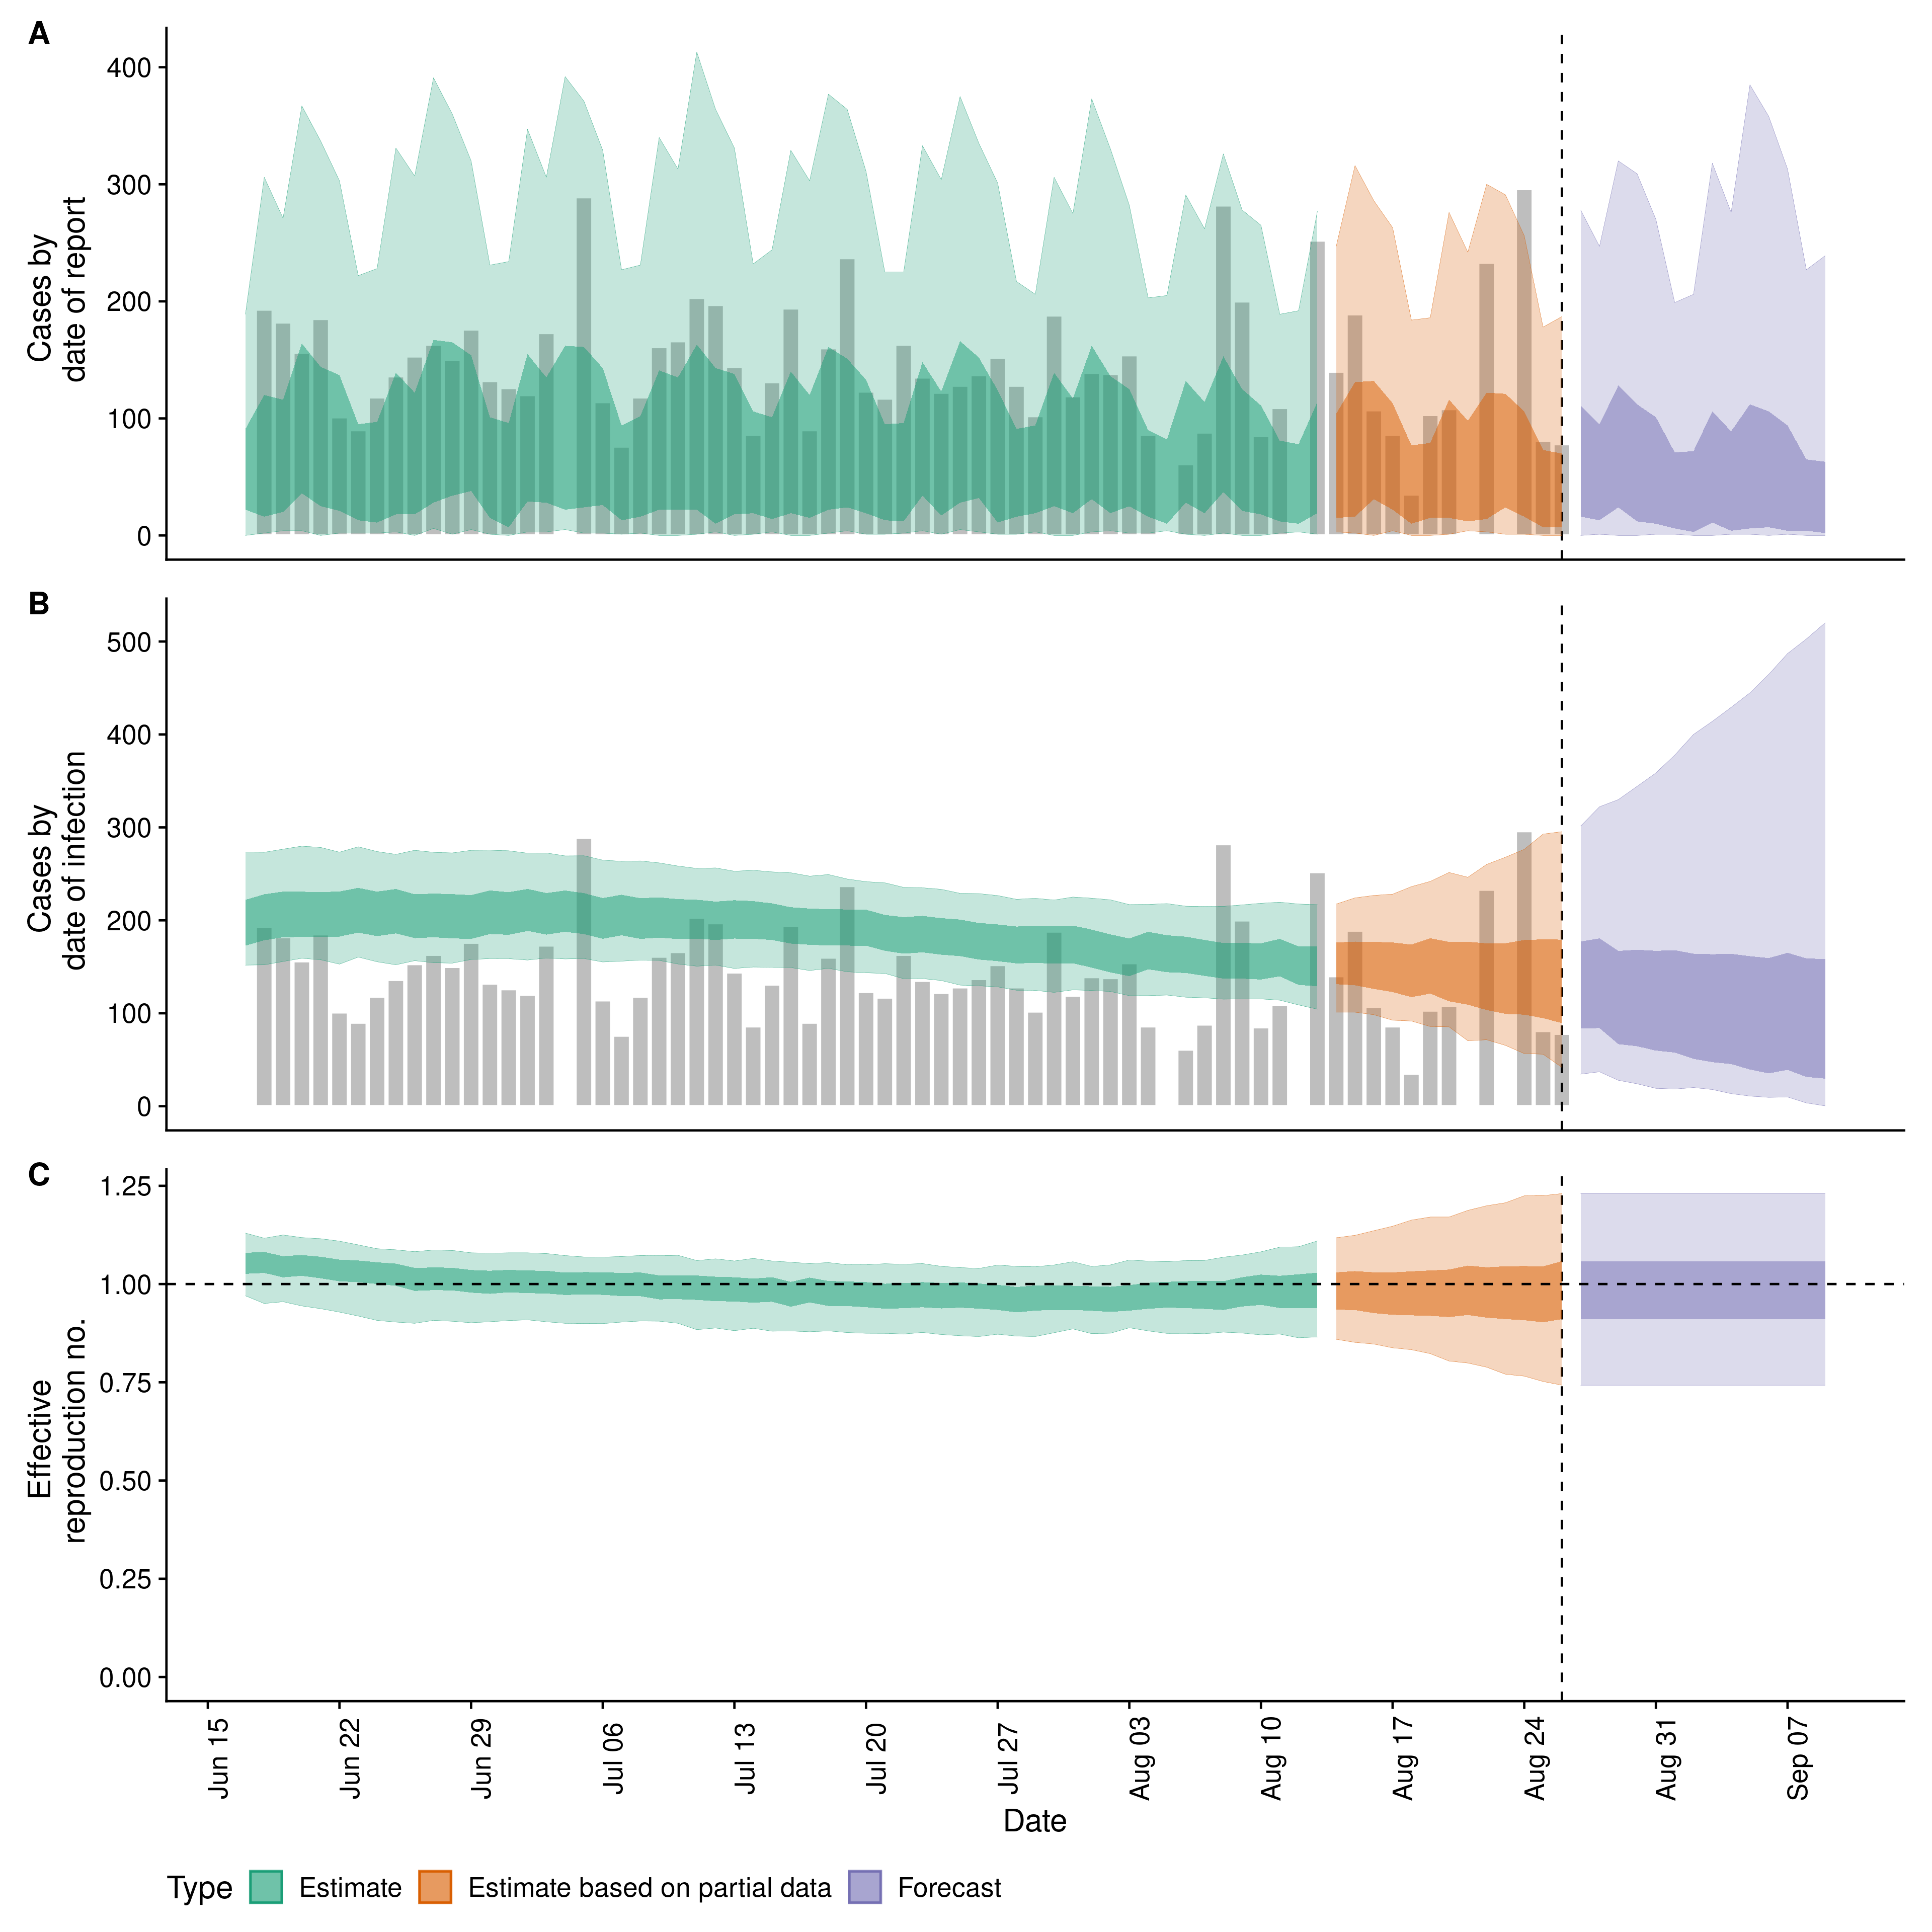 A
Cases by
date of report
400
300
200
100
0
B
Cases by
date of infection
500
400
300
200
100
0
C
Effective
reproduction no.
1.25
1.00
0.75
0.50
0.25
0.00
Jun 15
Jun 22
Jun 29
Jul 06
Jul 13
Jul 20
Jul 27
Aug 03
Aug 10
Aug 17
Aug 24
Aug 31
Sep 07
Date
Type Estimate Estimate based on partial data Forecast